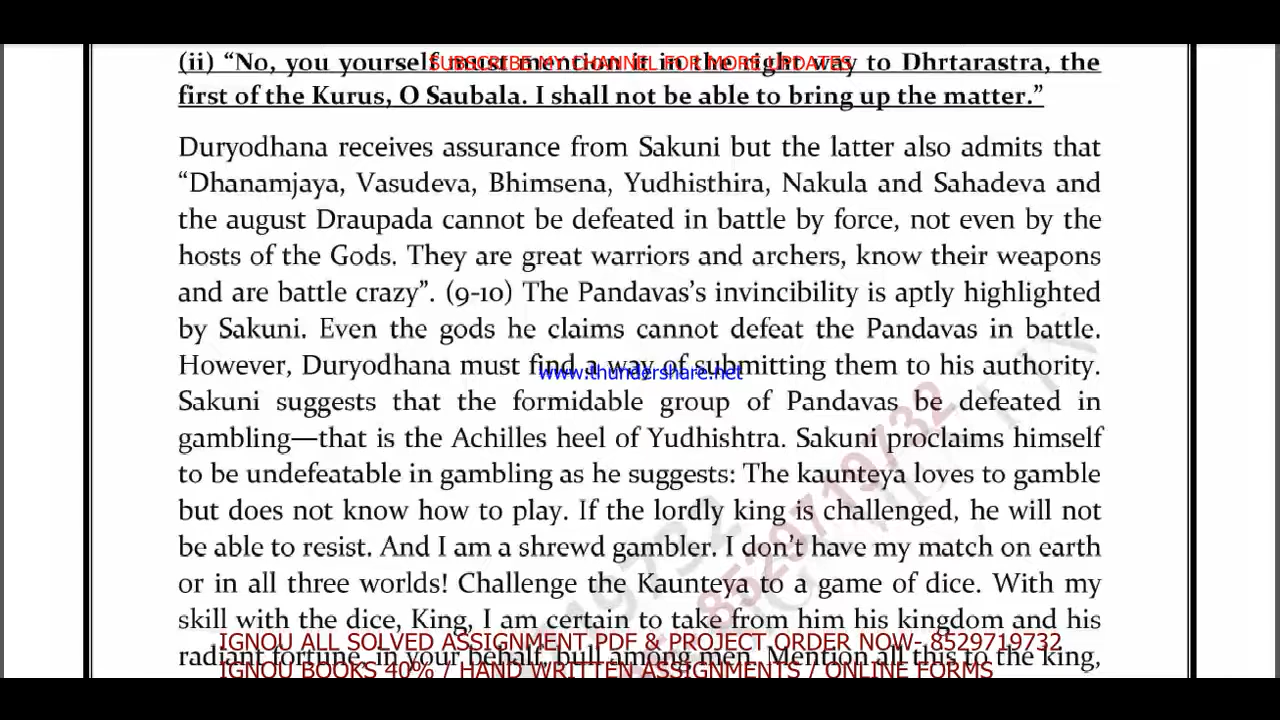 (ii) “No, you yourself must mention it in the right way to Dhrtarastra, the
SUBSCRIBE MY CHANNEL FOR MORE UPDATES
first of the Kurus, O Saubala. I shall not be able to bring up the matter.”
Duryodhana receives assurance from Sakuni but the latter also admits that
“Dhanamjaya, Vasudeva, Bhimsena, Yudhisthira, Nakula and Sahadeva and
the august Draupada cannot be defeated in battle by force, not even by the
hosts of the Gods. They are great warriors and archers, know their weapons
and are battle crazy”. (9-10) The Pandavas’s invincibility is aptly highlighted
by Sakuni. Even the gods he claims cannot defeat the Pandavas in battle.
However, Duryodhana must find a way of submitting them to his authority.
www.thundershare.net
Sakuni suggests that the formidable group of Pandavas be defeated in
gambling—that is the Achilles heel of Yudhishtra. Sakuni proclaims himself
to be undefeatable in gambling as he suggests: The kaunteya loves to gamble
but does not know how to play. If the lordly king is challenged, he will not
be able to resist. And I am a shrewd gambler. I don’t have my match on earth
or in all three worlds! Challenge the Kaunteya to a game of dice. With my
skill with the dice, King, I am certain to take from him his kingdom and his
IGNOU ALL SOLVED ASSIGNMENT PDF & PROJECT ORDER NOW- 8529719732
radiant fortune, in your behalf, bull among men. Mention all this to the king,
IGNOU BOOKS 40% / HAND WRITTEN ASSIGNMENTS / ONLINE FORMS
8529719732